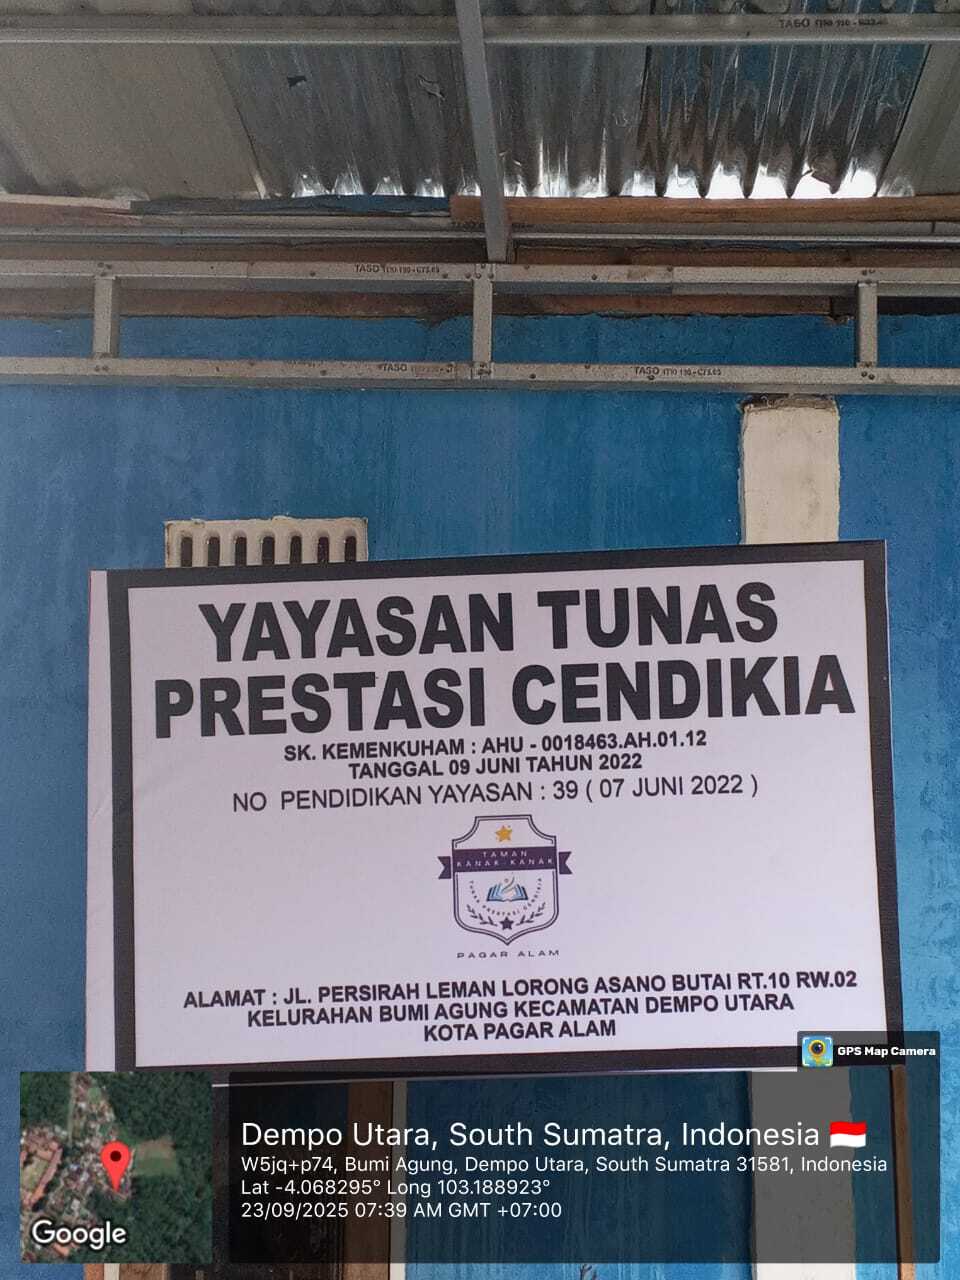 YAYASAN TUNAS
PRESTASI CENDIKIA
SK. KEMENKUHAM : AHU - 0018463.AH.01.12
TANGGAL 09 JUNI TAHUN 2022
NO PENDIDIKAN YAYASAN : 39 ( 07 JUNI 2022 )
TAMAN
KANAK-KANAK
TUNAS PRESTASI CENDIKIA
PAGAR ALAM
ALAMAT : JL. PERSIRAH LEMAN LORONG ASANO BUTAI RT.10 RW.02
KELURAHAN BUMI AGUNG KECAMATAN DEMPO UTARA
KOTA PAGAR ALAM
GPS Map Camera
Dempo Utara, South Sumatra, Indonesia
W5jq+p74, Bumi Agung, Dempo Utara, South Sumatra 31581, Indonesia
Lat -4.068295° Long 103.188923°
23/09/2025 07:39 AM GMT +07:00
Google